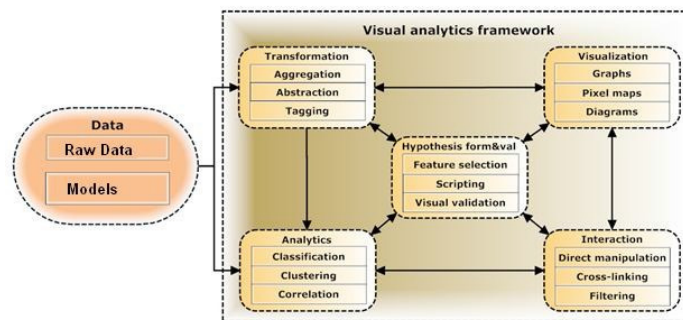 Visual analytics framework
Data
Raw Data
Models
Transformation
Aggregation
Abstraction
Tagging
Visualization
Graphs
Pixel maps
Diagrams
Hypothesis form&val
Feature selection
Scripting
Visual validation
Analytics
Classification
Clustering
Correlation
Interaction
Direct manipulation
Cross-linking
Filtering